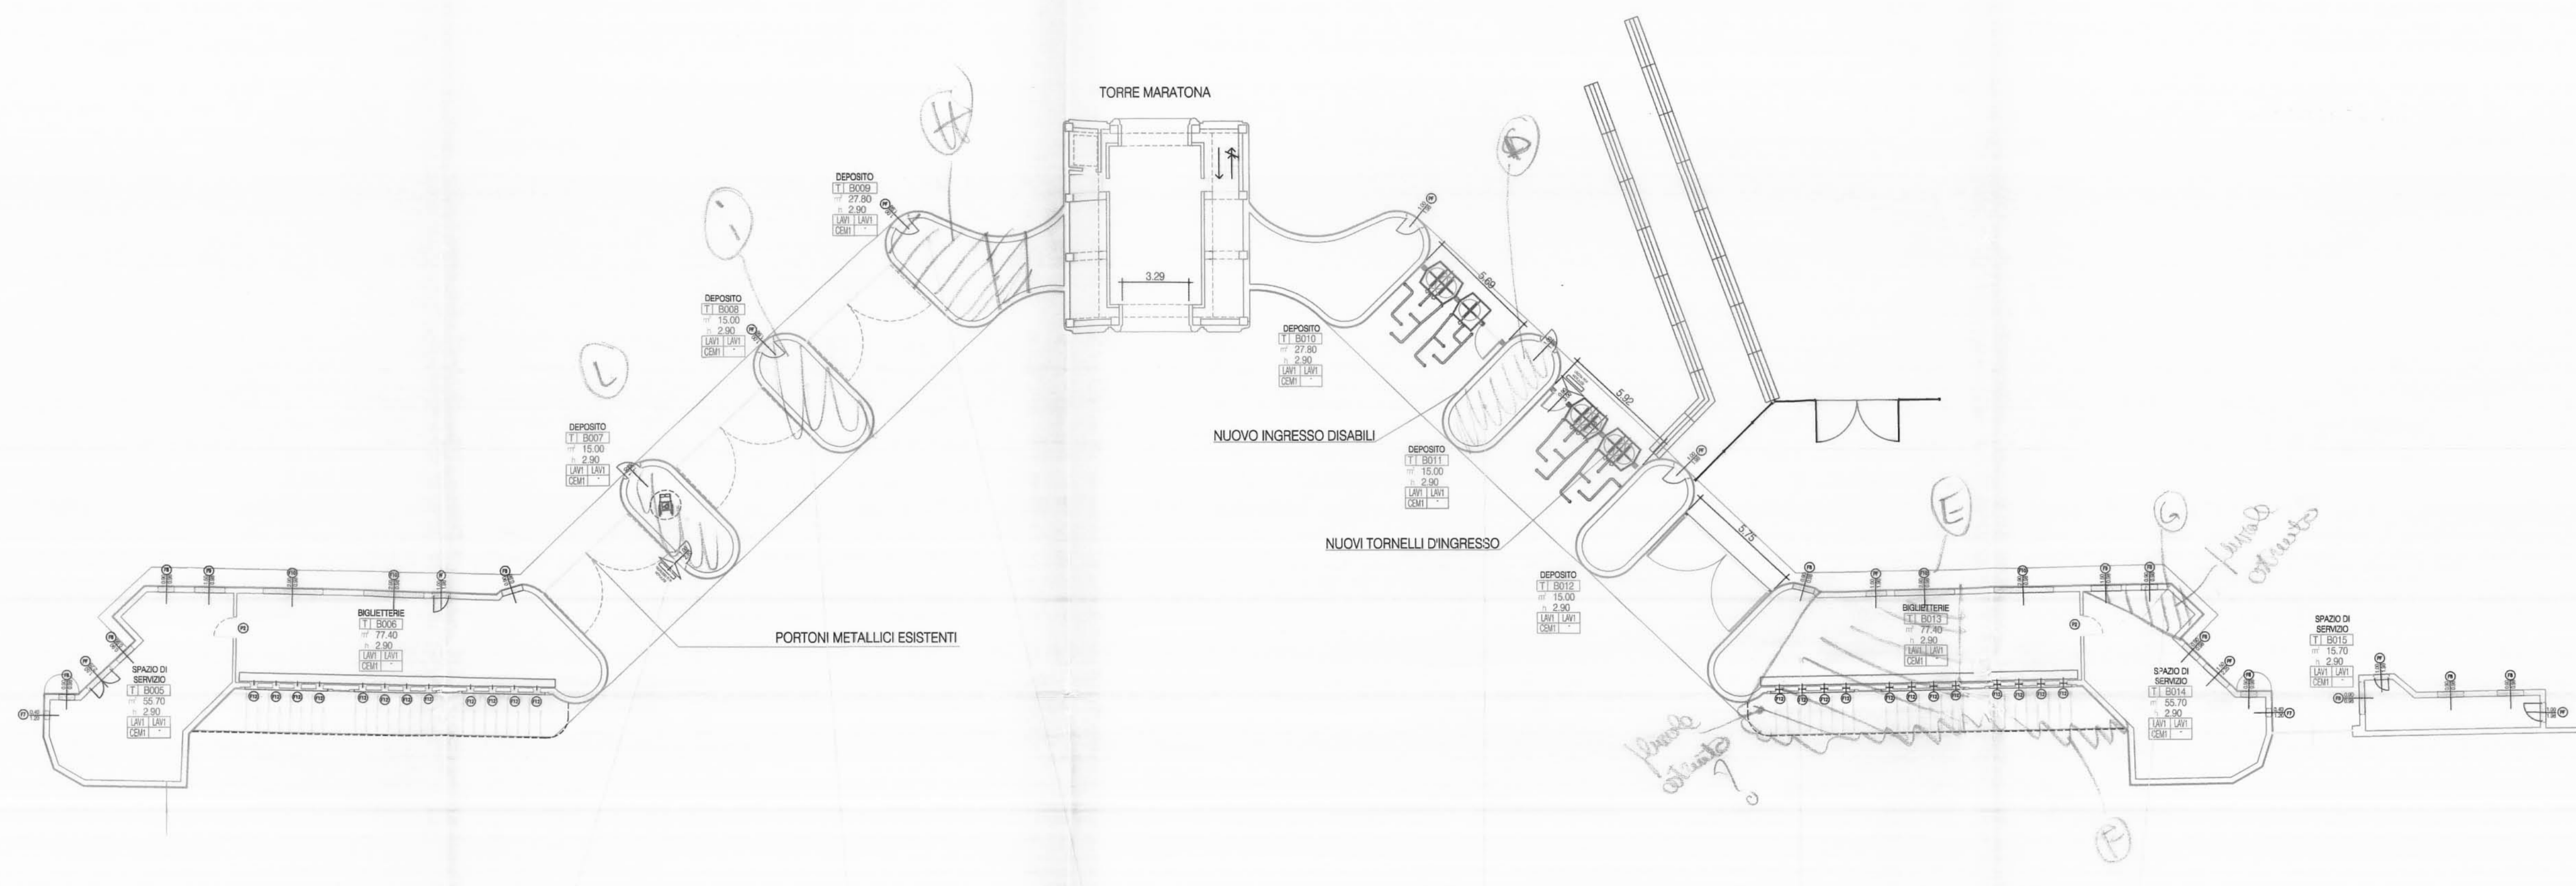 TORRE MARATONA
3.29
H
DEPOSITO
T B009
m² 27.80
h 2.90
LAV1 LAV1
CEM1 -
DEPOSITO
T B008
m² 15.00
h 2.90
LAV1 LAV1
CEM1 -
L
DEPOSITO
T B007
m² 15.00
h 2.90
LAV1 LAV1
CEM1 -
BIGLIETTERIE
T B006
m² 77.40
h 2.90
LAV1 LAV1
CEM1
SPAZIO DI
SERVIZIO
T B005
m² 55.70
h 2.90
LAV1 LAV1
CEM1
PORTONI METALLICI ESISTENTI
5.69
5.92
5.75
DEPOSITO
T B010
m² 27.80
h 2.90
LAV1 LAV1
CEM1 -
NUOVO INGRESSO DISABILI
DEPOSITO
T B011
m² 15.00
h 2.90
LAV1 LAV1
CEM1 -
NUOVI TORNELLI D'INGRESSO
DEPOSITO
T B012
m² 15.00
h 2.90
LAV1 LAV1
CEM1 -
E
G
BIGLIETTERIE
T B013
m² 77.40
h 2.90
LAV1 LAV1
CEM1
SPAZIO DI
SERVIZIO
T B014
m² 55.70
h 2.90
LAV1 LAV1
CEM1
SPAZIO DI
SERVIZIO
T B015
m² 15.70
h 2.90
LAV1 LAV1
CEM1
pluviale
ostruito
pluviale
ostruito
?
F